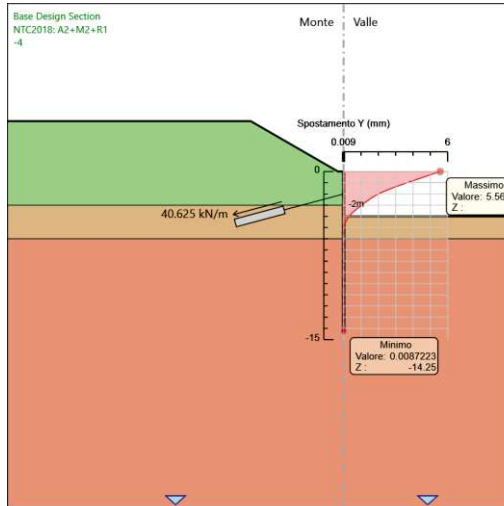 Base Design Section
NTC2018: A2+M2+R1
-4
Monte
Valle
Spostamento Y (mm)
0.009
6
0
Massimo
Valore: 5.56
Z :
-2m
40.625 kN/m
-15
Minimo
Valore: 0.0087223
Z : -14.25